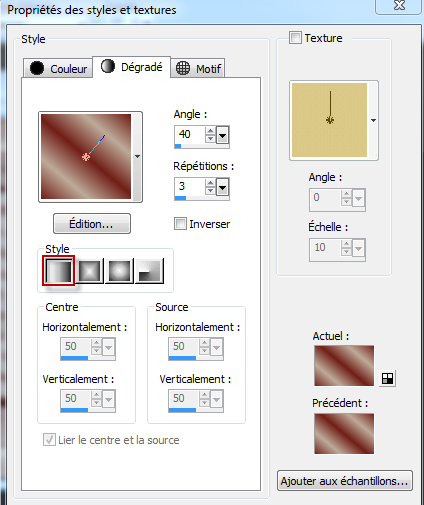 Propriétés des styles et textures
Style
Couleur
Dégradé
Motif
Angle :
40
Répétitions :
3
Édition...
Inverser
Style
Centre
Source
Horizontalement :
Horizontalement :
50
50
Verticalement :
Verticalement :
50
50
Lier le centre et la source
Texture
Angle :
0
Échelle :
10
Actuel :
Précédent :
Ajouter aux échantillons...